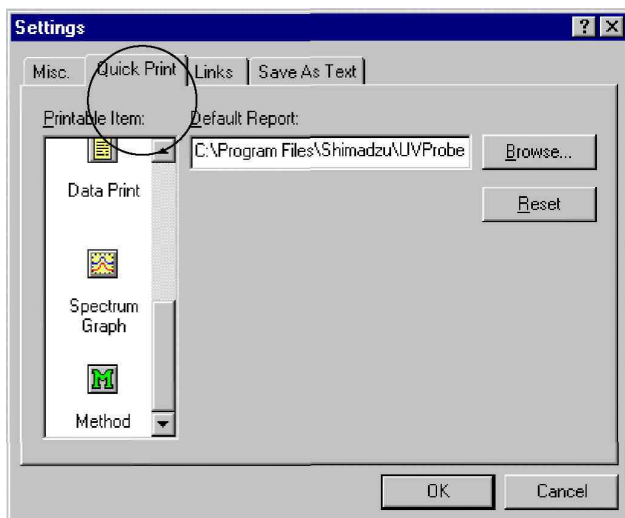 Settings
Misc. Quick Print Links Save As Text
Printable Item: Default Report:
C:\Program Files\Shimadzu\UVProbe Browse...
Data Print
Reset
Spectrum
Graph
M
Method
OK Cancel